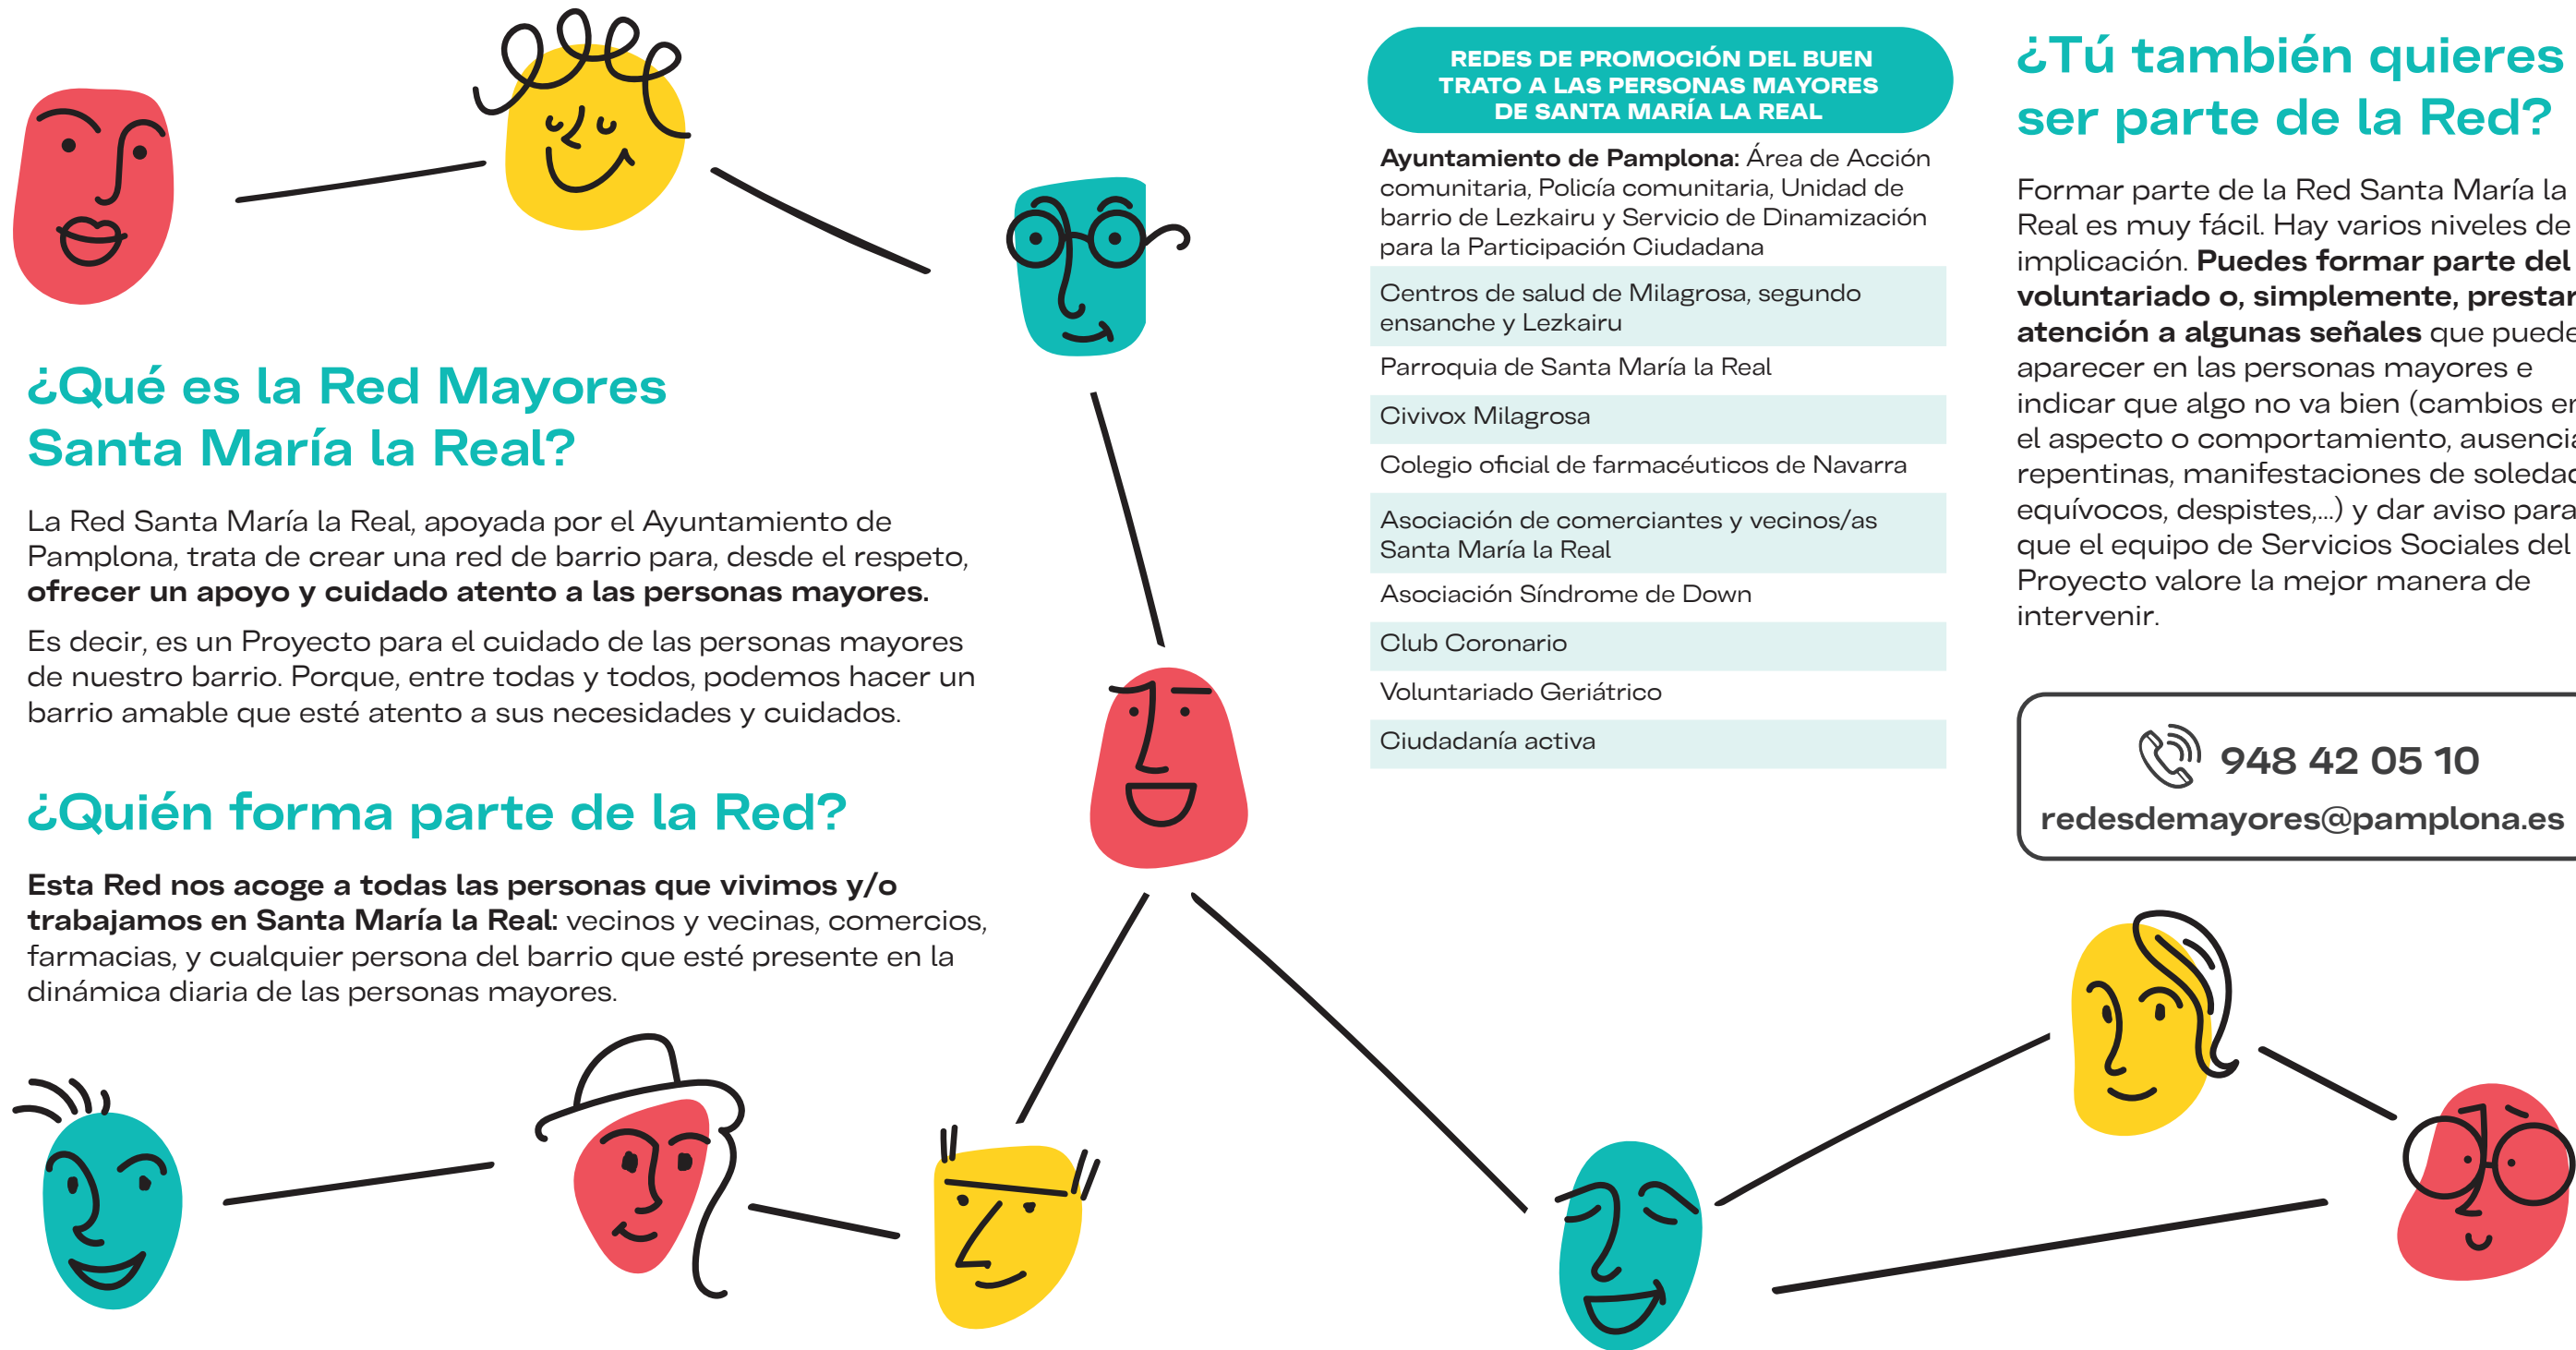 ¿Qué es la Red Mayores
Santa María la Real?
La Red Santa María la Real, apoyada por el Ayuntamiento de
Pamplona, trata de crear una red de barrio para, desde el respeto,
ofrecer un apoyo y cuidado atento a las personas mayores.
Es decir, es un Proyecto para el cuidado de las personas mayores
de nuestro barrio. Porque, entre todas y todos, podemos hacer un
barrio amable que esté atento a sus necesidades y cuidados.
¿Quién forma parte de la Red?
Esta Red nos acoge a todas las personas que vivimos y/o
trabajamos en Santa María la Real: vecinos y vecinas, comercios,
farmacias, y cualquier persona del barrio que esté presente en la
dinámica diaria de las personas mayores.
REDES DE PROMOCIÓN DEL BUEN
TRATO A LAS PERSONAS MAYORES
DE SANTA MARÍA LA REAL
Ayuntamiento de Pamplona: Área de Acción
comunitaria, Policía comunitaria, Unidad de
barrio de Lezkairu y Servicio de Dinamización
para la Participación Ciudadana
Centros de salud de Milagrosa, segundo
ensanche y Lezkairu
Parroquia de Santa María la Real
Civivox Milagrosa
Colegio oficial de farmacéuticos de Navarra
Asociación de comerciantes y vecinos/as
Santa María la Real
Asociación Síndrome de Down
Club Coronario
Voluntariado Geriátrico
Ciudadanía activa
¿Tú también quieres
ser parte de la Red?
Formar parte de la Red Santa María la
Real es muy fácil. Hay varios niveles de
implicación. Puedes formar parte del
voluntariado o, simplemente, prestar
atención a algunas señales que puede
aparecer en las personas mayores e
indicar que algo no va bien (cambios en
el aspecto o comportamiento, ausencia
repentinas, manifestaciones de soledad
equívocos, despistes,...) y dar aviso para
que el equipo de Servicios Sociales del
Proyecto valore la mejor manera de
intervenir.
948 42 05 10
redesdemayores@pamplona.es